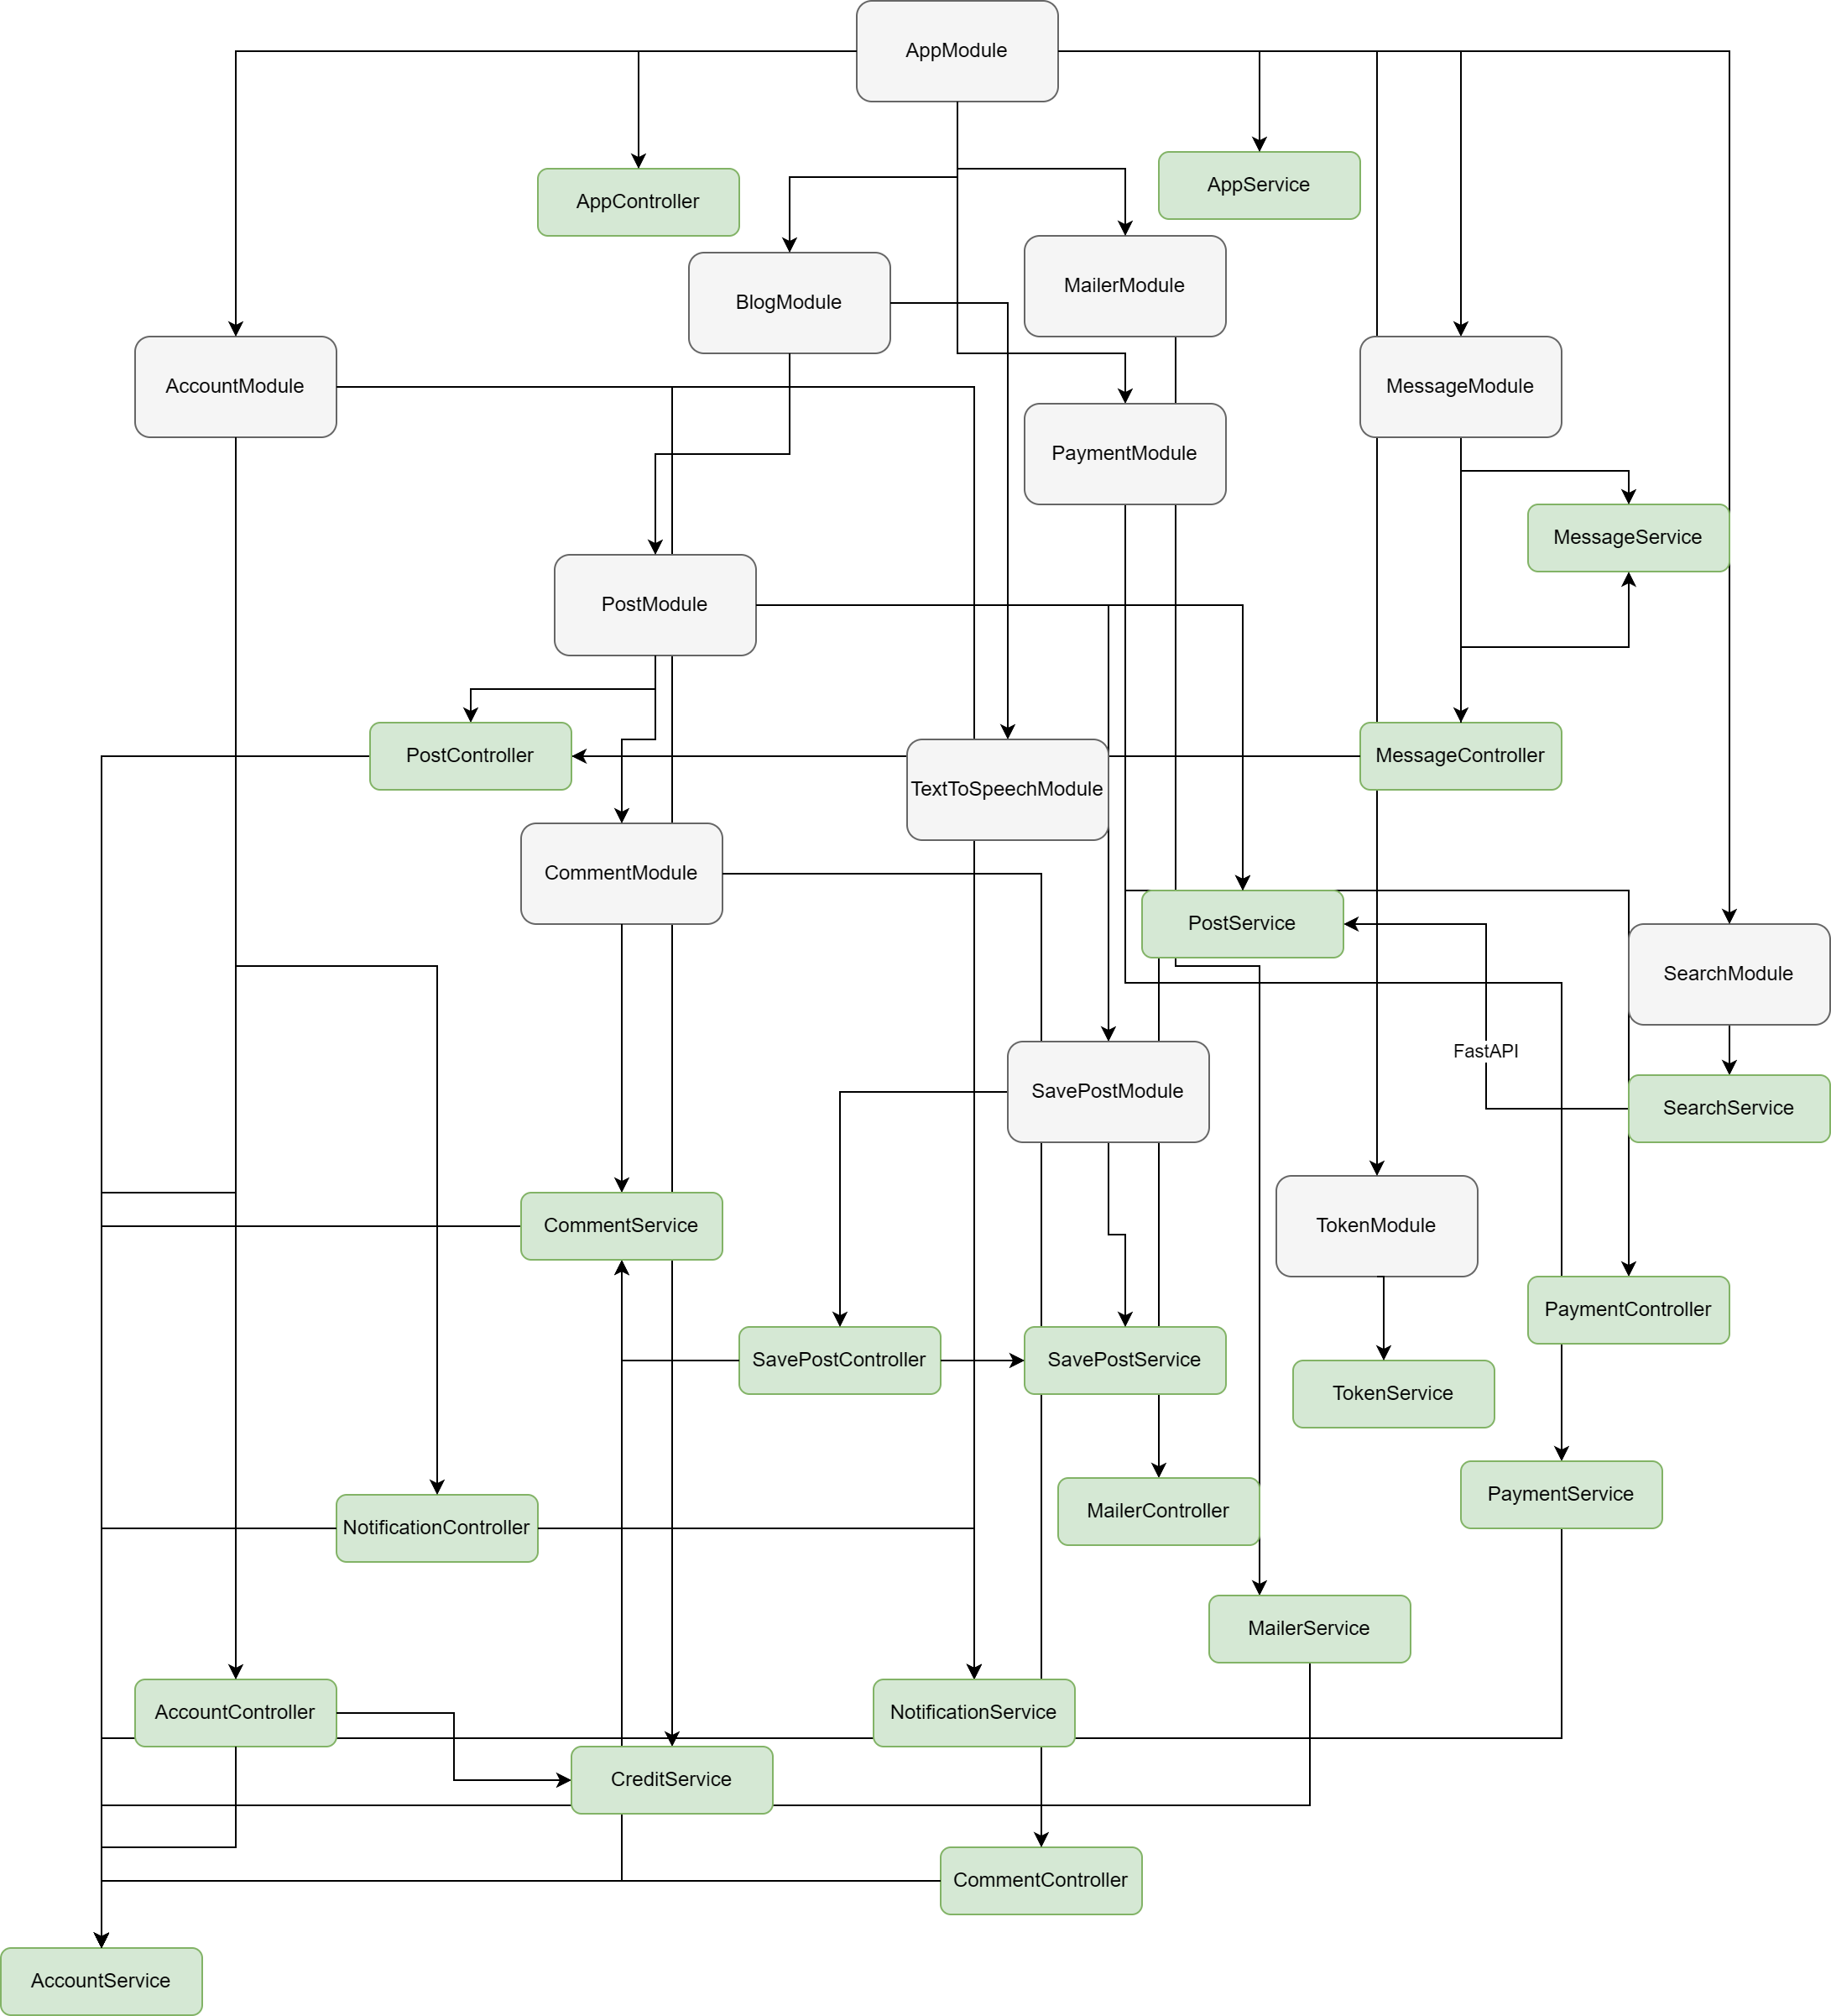 AppModule
AppService
AppController
MailerModule
BlogModule
AccountModule
MessageModule
PaymentModule
MessageService
PostModule
PostController
MessageController
TextToSpeechModule
CommentModule
PostService
SearchModule
FastAPI
SavePostModule
SearchService
CommentService
TokenModule
PaymentController
SavePostController
SavePostService
TokenService
PaymentService
MailerController
NotificationController
MailerService
AccountController
NotificationService
CreditService
CommentController
AccountService